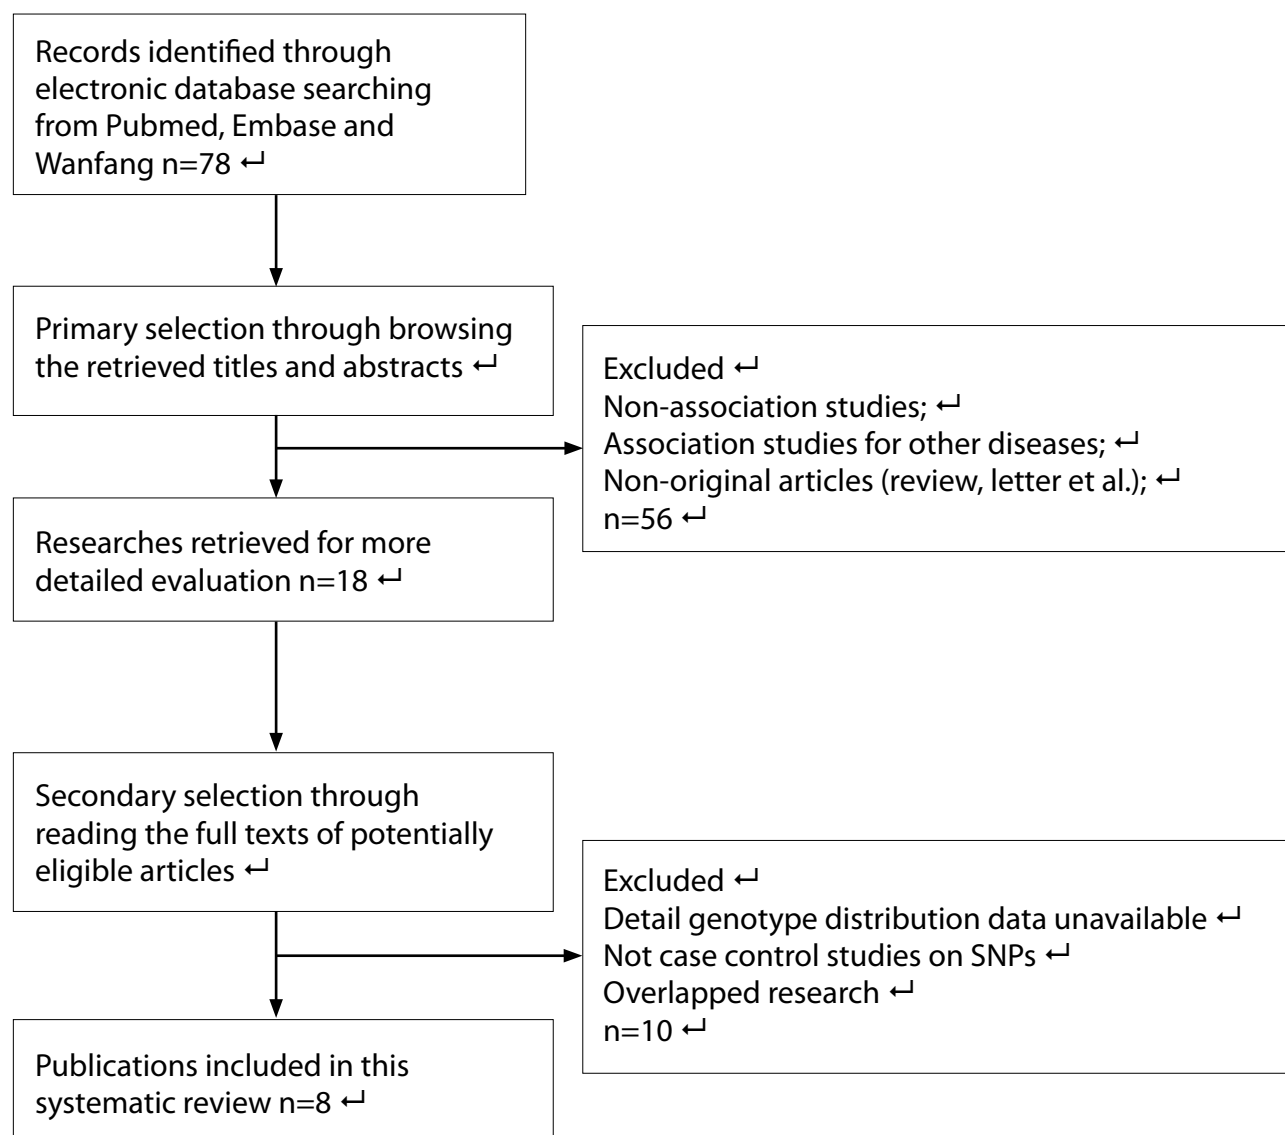 Records identified through
electronic database searching
from Pubmed, Embase and
Wanfang n=78 ↵
Primary selection through browsing
the retrieved titles and abstracts ↵
Excluded ↵
Non-association studies; ↵
Association studies for other diseases; ↵
Non-original articles (review, letter et al.); ↵
n=56 ↵
Researches retrieved for more
detailed evaluation n=18 ↵
Secondary selection through
reading the full texts of potentially
eligible articles ↵
Excluded ↵
Detail genotype distribution data unavailable ↵
Not case control studies on SNPs ↵
Overlapped research ↵
n=10 ↵
Publications included in this
systematic review n=8 ↵